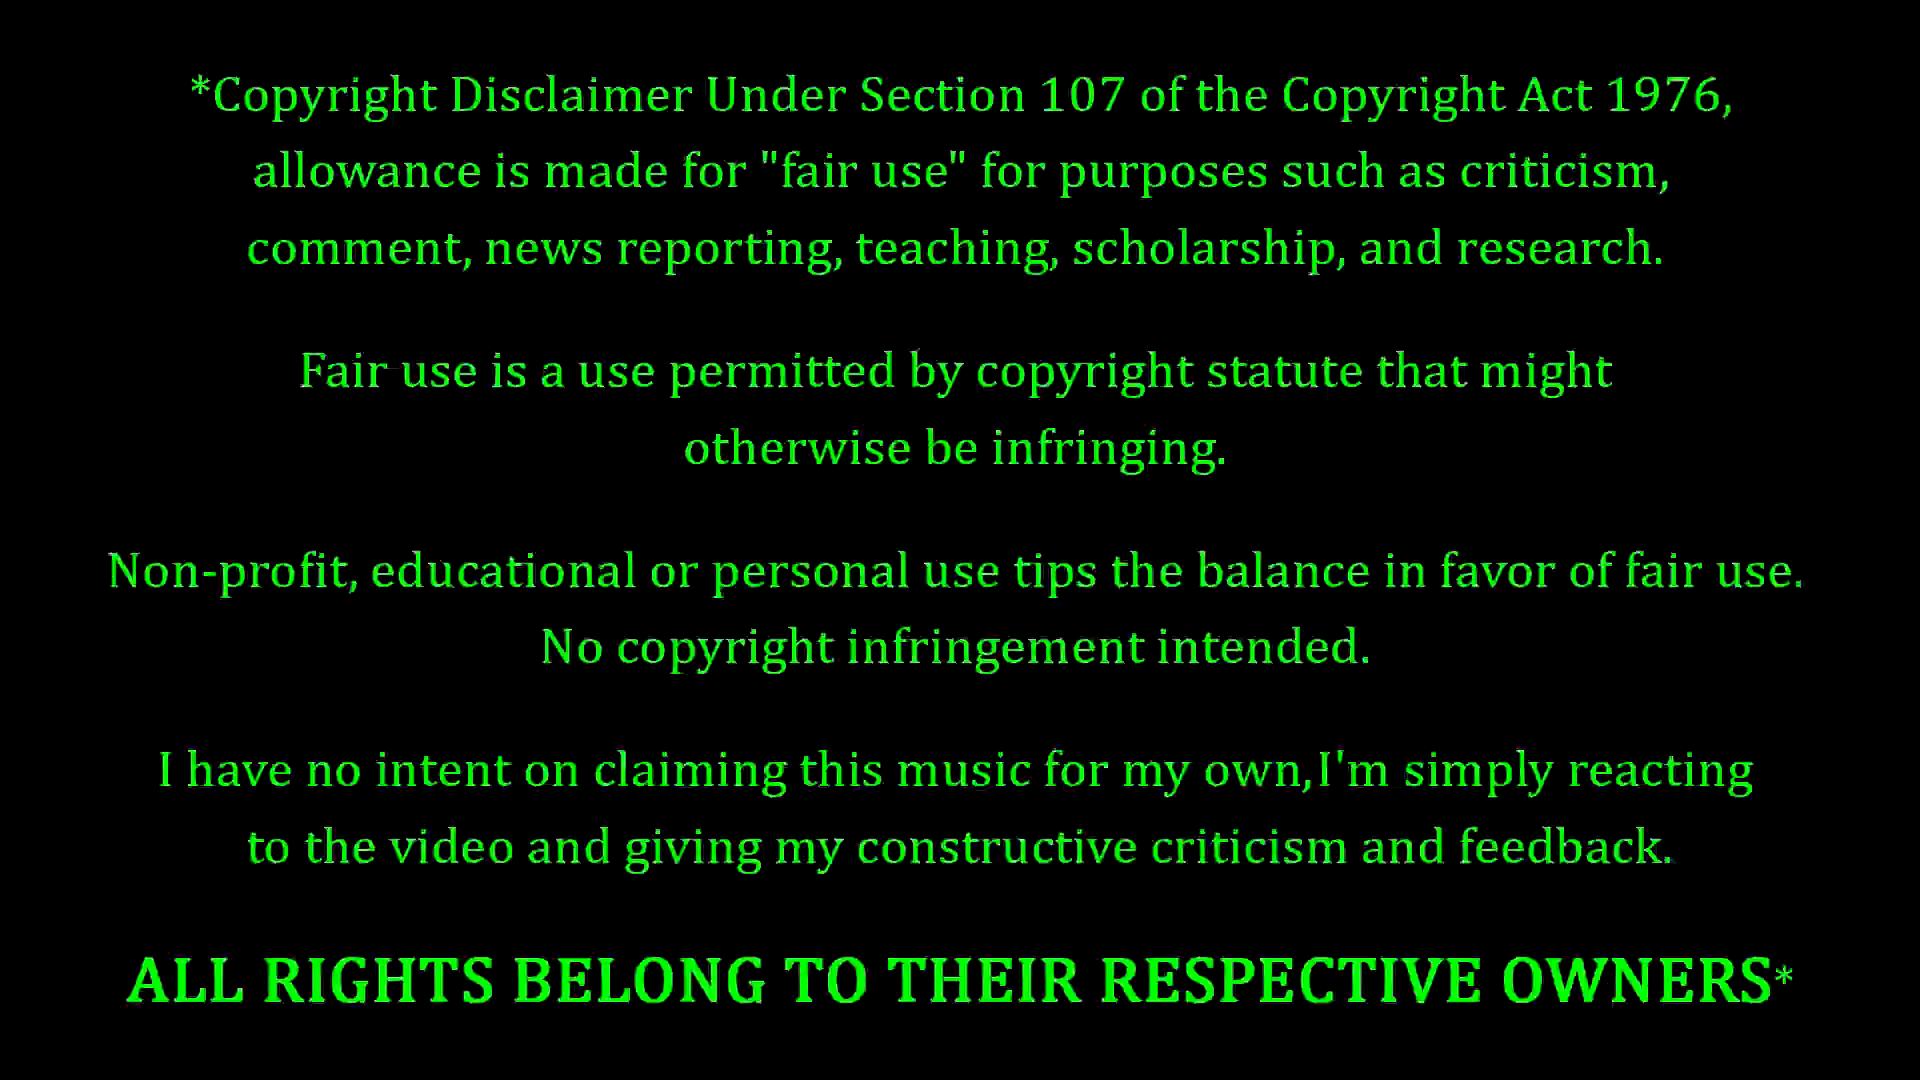 *Copyright Disclaimer Under Section 107 of the Copyright Act 1976,
allowance is made for "fair use" for purposes such as criticism,
comment, news reporting, teaching, scholarship, and research.
Fair use is a use permitted by copyright statute that might
otherwise be infringing.
Non-profit, educational or personal use tips the balance in favor of fair use.
No copyright infringement intended.
I have no intent on claiming this music for my own,I'm simply reacting
to the video and giving my constructive criticism and feedback.
ALL RIGHTS BELONG TO THEIR RESPECTIVE OWNERS*